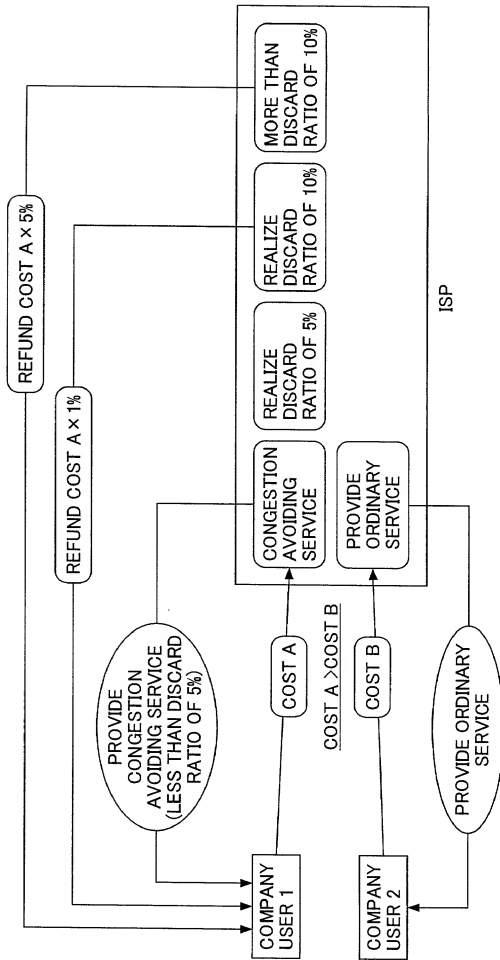 REFUND COST A × 5%
REFUND COST A × 1%
PROVIDE
CONGESTION
AVOIDING SERVICE
(LESS THAN DISCARD
RATIO OF 5%)
CONGESTION
AVOIDING
SERVICE
REALIZE
DISCARD
RATIO OF 5%
REALIZE
DISCARD
RATIO OF 10%
MORE THAN
DISCARD
RATIO OF 10%
COMPANY
USER 1
COST A
COST A >COST B
COMPANY
USER 2
COST B
PROVIDE
ORDINARY
SERVICE
ISP
PROVIDE ORDINARY
SERVICE